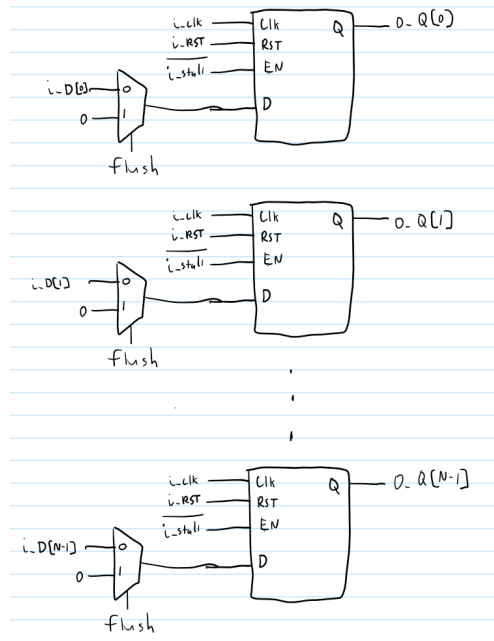 i_clk Clk Q O_Q[0]
i_RST RST
i_stall EN
i_D[0] 0 D
0 1
flush
i_clk Clk Q O_Q[1]
i_RST RST
i_stall EN
i_D[1] 0 D
0 1
flush
i_clk Clk Q O_Q[N-1]
i_RST RST
i_stall EN
i_D[N-1] 0 D
0 1
flush